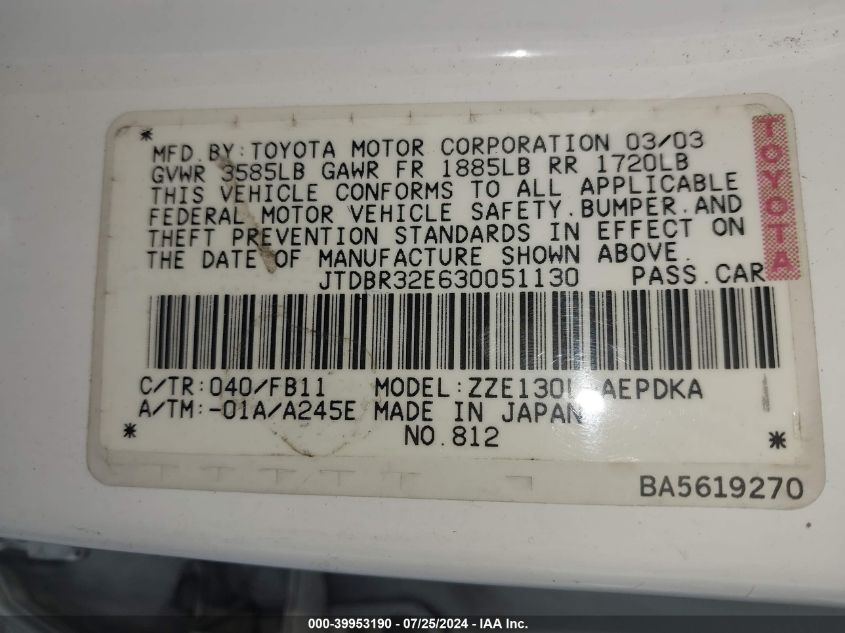 MFD.BY:TOYOTA MOTOR CORPORATION 03/03
GVWR 3585LB GAWR FR 1885LB RR 1720LB
THIS VEHICLE CONFORMS TO ALL APPLICABLE
FEDERAL MOTOR VEHICLE SAFETY.BUMPER.AND
THEFT PREVENTION STANDARDS IN EFFECT ON
THE DATE OF MANUFACTURE SHOWN ABOVE.
JTDBR32E630051130 PASS.CAR
TOYOTA
C/TR:040/FB11 MODEL:ZZE130L-AEPDKA
A/TM:-01A/A245E MADE IN JAPAN
NO.812
BA5619270
000-39953190 - 07/25/2024 - IAA Inc.